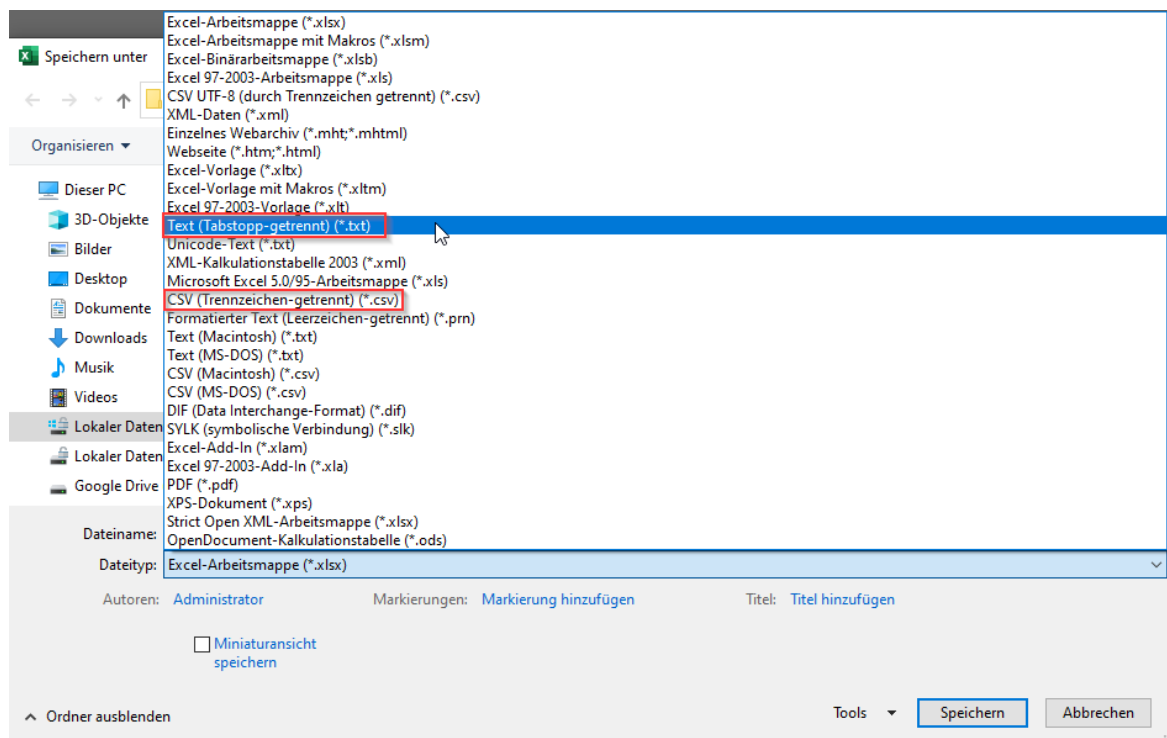 Speichern unter
Excel-Arbeitsmappe (*.xlsx)
Excel-Arbeitsmappe mit Makros (*.xlsm)
Excel-Binärarbeitsmappe (*.xlsb)
Excel 97-2003-Arbeitsmappe (*.xls)
CSV UTF-8 (durch Trennzeichen getrennt) (*.csv)
XML-Daten (*.xml)
Einzelnes Webarchiv (*.mht;*.mhtml)
Webseite (*.htm;*.html)
Excel-Vorlage (*.xltx)
Excel-Vorlage mit Makros (*.xltm)
Excel 97-2003-Vorlage (*.xlt)
Text (Tabstopp-getrennt) (*.txt)
Unicode-Text (*.txt)
XML-Kalkulationstabelle 2003 (*.xml)
Microsoft Excel 5.0/95-Arbeitsmappe (*.xls)
CSV (Trennzeichen-getrennt) (*.csv)
Formatierter Text (Leerzeichen-getrennt) (*.prn)
Text (Macintosh) (*.txt)
Text (MS-DOS) (*.txt)
CSV (Macintosh) (*.csv)
CSV (MS-DOS) (*.csv)
DIF (Data Interchange-Format) (*.dif)
SYLK (symbolische Verbindung) (*.slk)
Excel-Add-In (*.xlam)
Excel 97-2003-Add-In (*.xla)
PDF (*.pdf)
XPS-Dokument (*.xps)
Strict Open XML-Arbeitsmappe (*.xlsx)
OpenDocument-Kalkulationstabelle (*.ods)
Organisieren
Dieser PC
3D-Objekte
Bilder
Desktop
Dokumente
Downloads
Musik
Videos
Lokaler Daten
Lokaler Daten
Google Drive
Dateiname:
Dateityp: Excel-Arbeitsmappe (*.xlsx)
Autoren: Administrator Markierungen: Markierung hinzufügen Titel: Titel hinzufügen
Miniaturansicht
speichern
Ordner ausblenden Tools Speichern Abbrechen